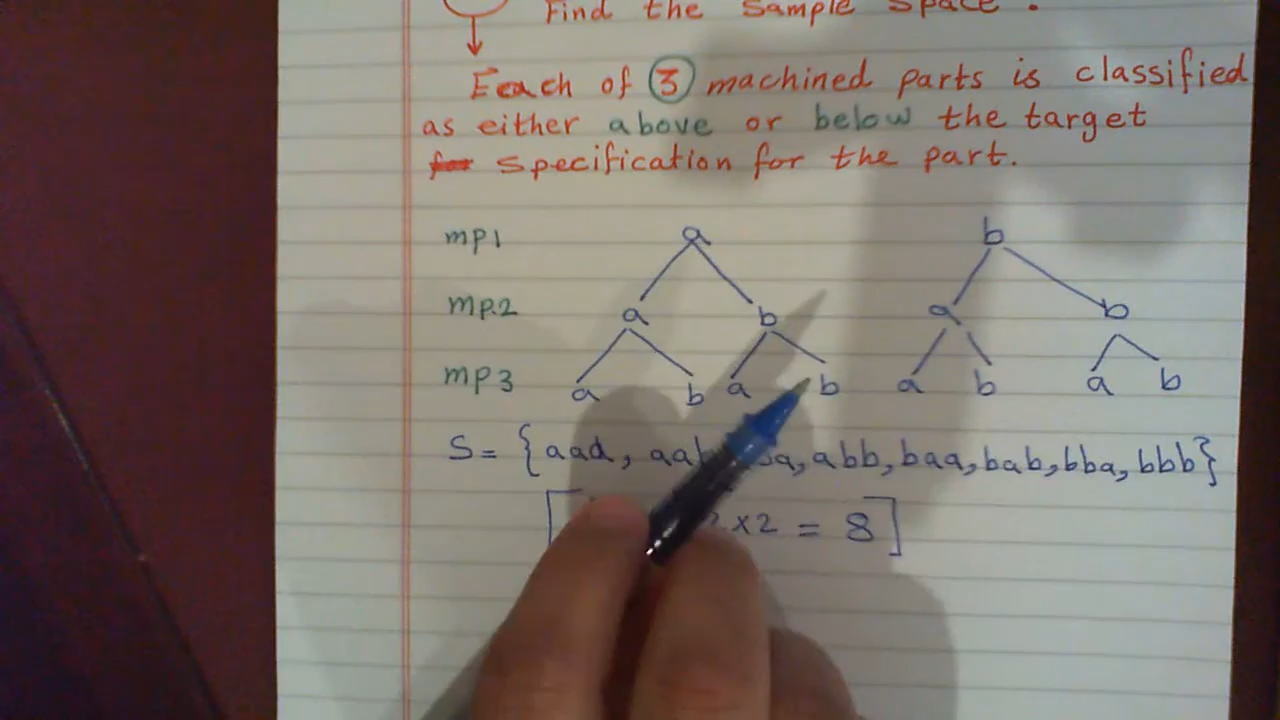 Find the Sample Space .
Each of 3 machined parts is classified
as either above or below the target
for specification for the part.
mp1 a b
mp2 a b a b
mp3 a b a b a b a b
S = { aaa, abb, baa, bab, bba, bbb}
x2 = 8 ]